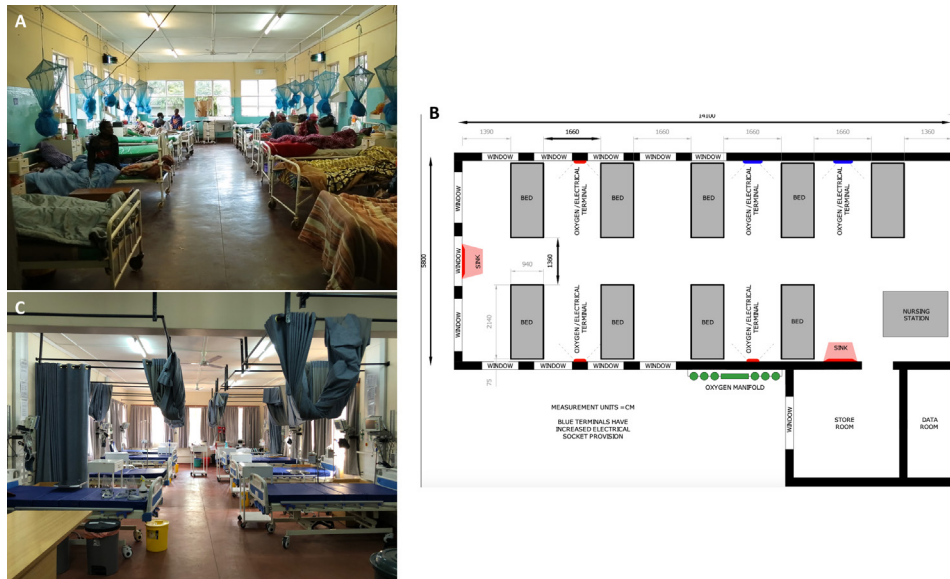 A
B
14100
1390
1660
1660
1660
1660
1360
WINDOW
WINDOW
WINDOW
WINDOW
WINDOW
WINDOW
BED
OXYGEN / ELECTRICAL
TERMINAL
BED
BED
OXYGEN / ELECTRICAL
TERMINAL
BED
OXYGEN / ELECTRICAL
TERMINAL
5800
WINDOW
SINK
940
1360
WINDOW
2140
BED
OXYGEN / ELECTRICAL
TERMINAL
BED
BED
OXYGEN / ELECTRICAL
TERMINAL
BED
NURSING
STATION
SINK
75
WINDOW
WINDOW
WINDOW
WINDOW
OXYGEN MANIFOLD
MEASUREMENT UNITS =CM
BLUE TERMINALS HAVE
INCREASED ELECTRICAL
SOCKET PROVISION
WINDOW
STORE
ROOM
DATA
ROOM
C